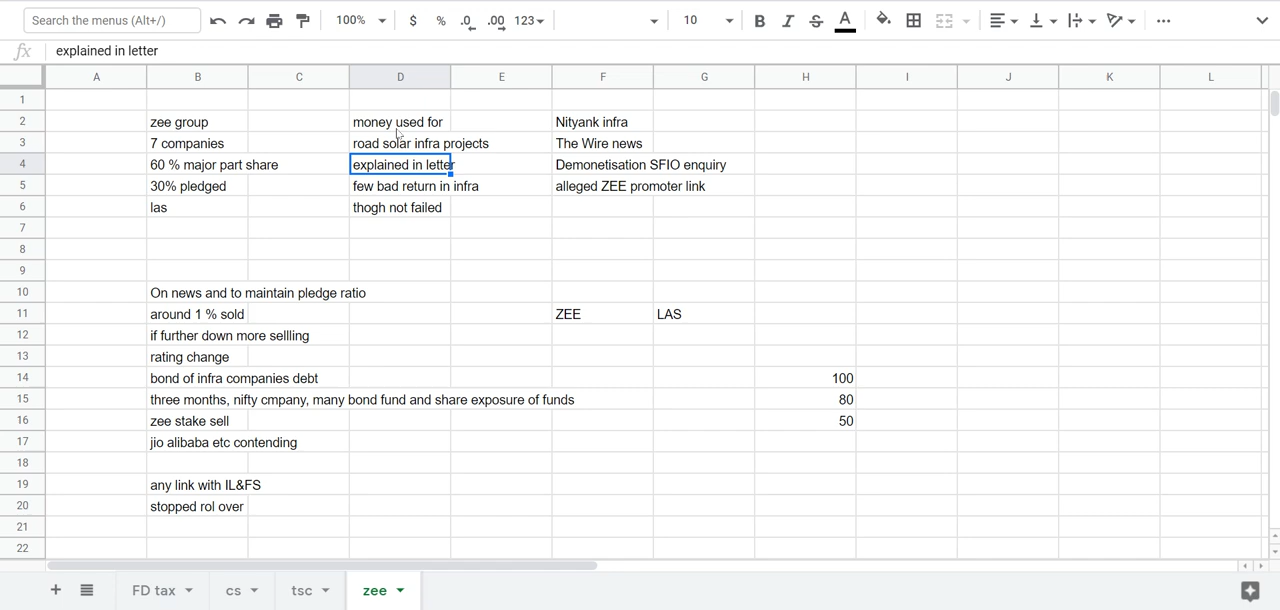 Search the menus (Alt+/) 100% $ % .0 .00 123 10 B I S A
fx explained in letter
A B C D E F G H I J K L
1
2 zee group money used for Nityank infra
3 7 companies road solar infra projects The Wire news
4 60 % major part share explained in letter Demonetisation SFIO enquiry
5 30% pledged few bad return in infra alleged ZEE promoter link
6 las thogh not failed
7
8
9
10 On news and to maintain pledge ratio
11 around 1 % sold ZEE LAS
12 if further down more sellling
13 rating change
14 bond of infra companies debt 100
15 three months, nifty cmpany, many bond fund and share exposure of funds 80
16 zee stake sell 50
17 jio alibaba etc contending
18
19 any link with IL&FS
20 stopped rol over
21
22
FD tax cs tsc zee